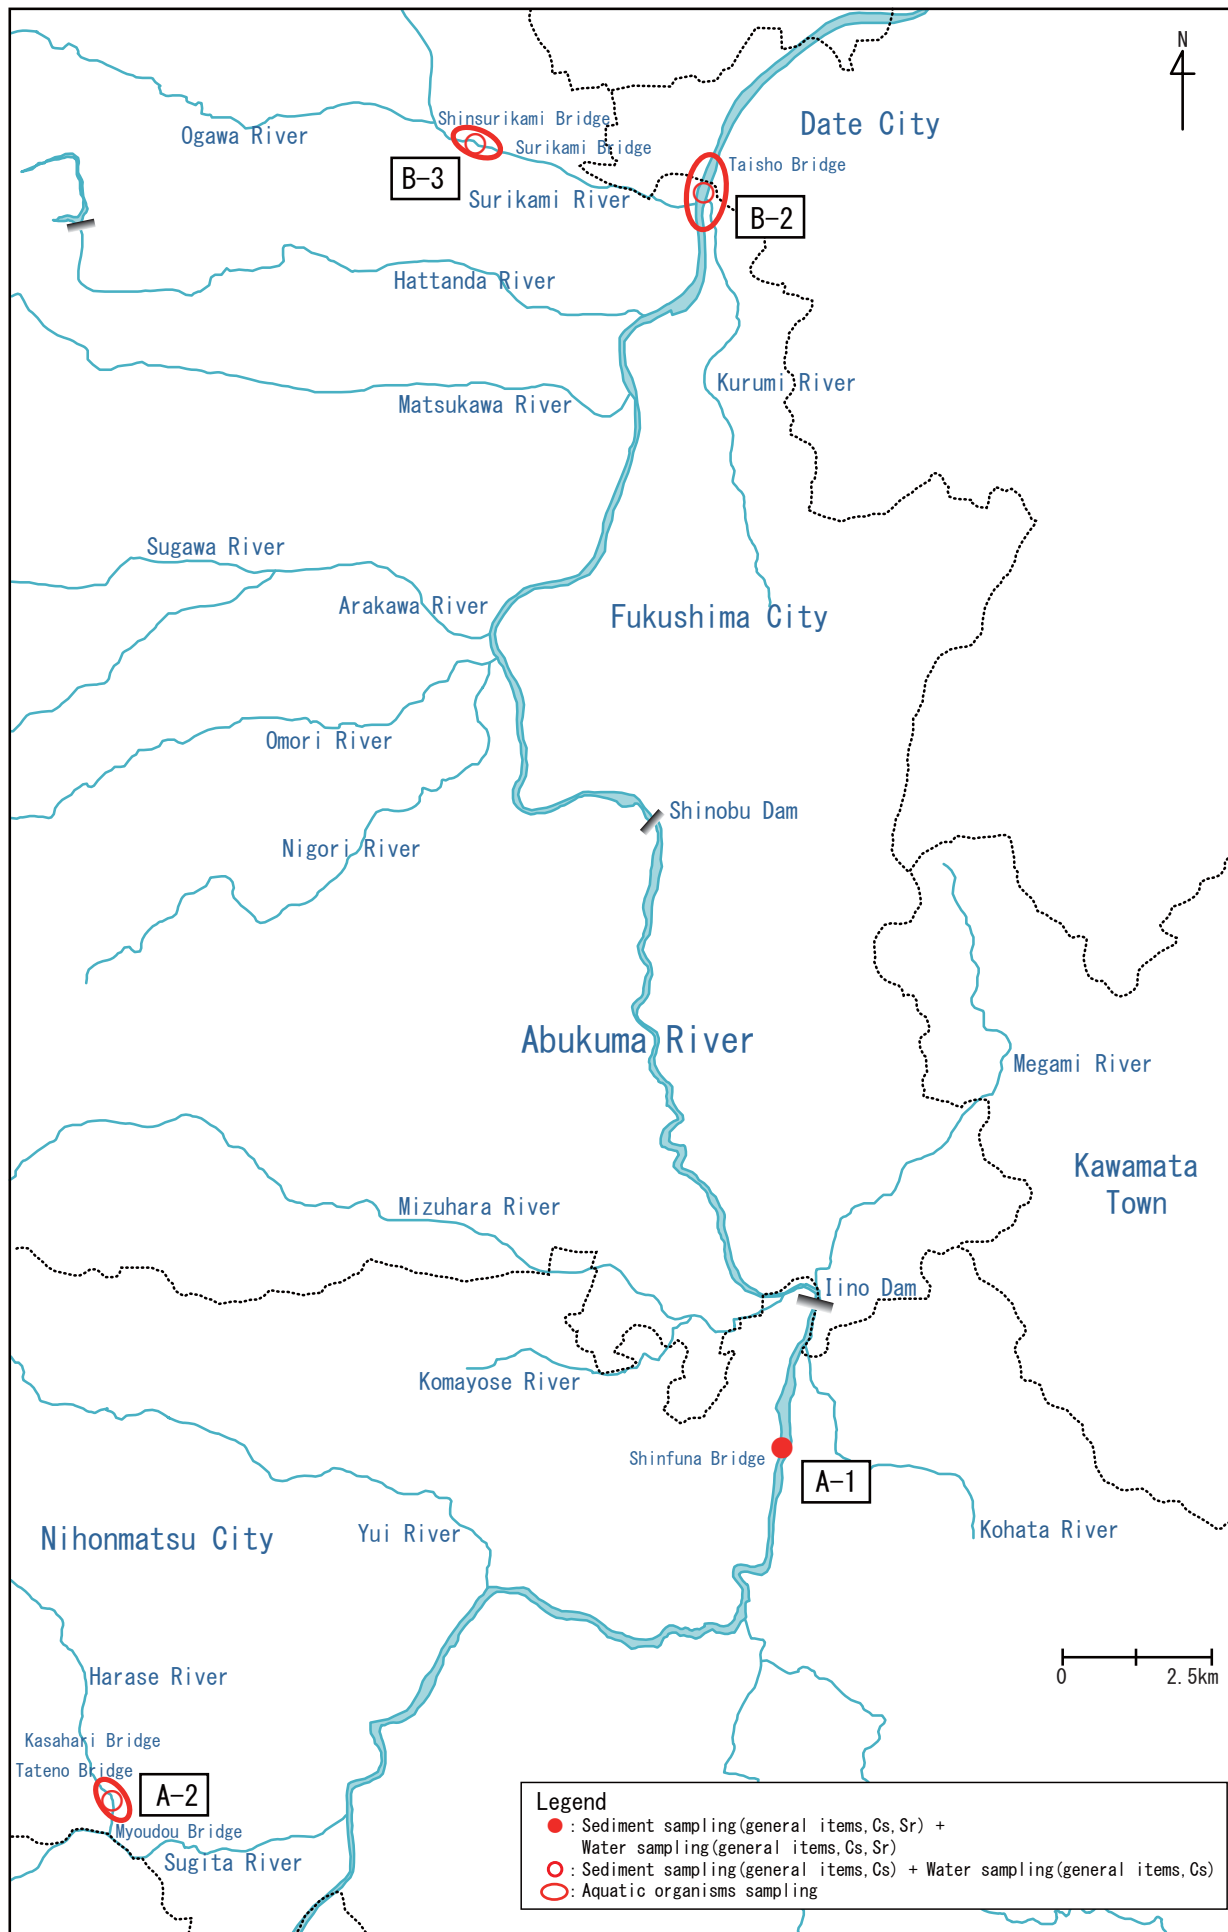 N
Shinsurikami Bridge
Date City
Ogawa River
Surikami Bridge
Taisho Bridge
B-3
Surikami River
B-2
Hattanda River
Kurumi River
Matsukawa River
Sugawa River
Arakawa River
Fukushima City
Omori River
Shinobu Dam
Nigori River
Abukuma River
Megami River
Kawamata
Town
Mizuhara River
Iino Dam
Komayose River
Shinfuna Bridge
A-1
Nihonmatsu City
Yui River
Kohata River
Harase River
0 2.5km
Kasahari Bridge
Tateno Bridge
A-2
Myoudou Bridge
Sugita River
Legend
: Sediment sampling(general items,Cs,Sr) +
Water sampling(general items,Cs,Sr)
: Sediment sampling(general items,Cs) + Water sampling(general items,Cs)
: Aquatic organisms sampling